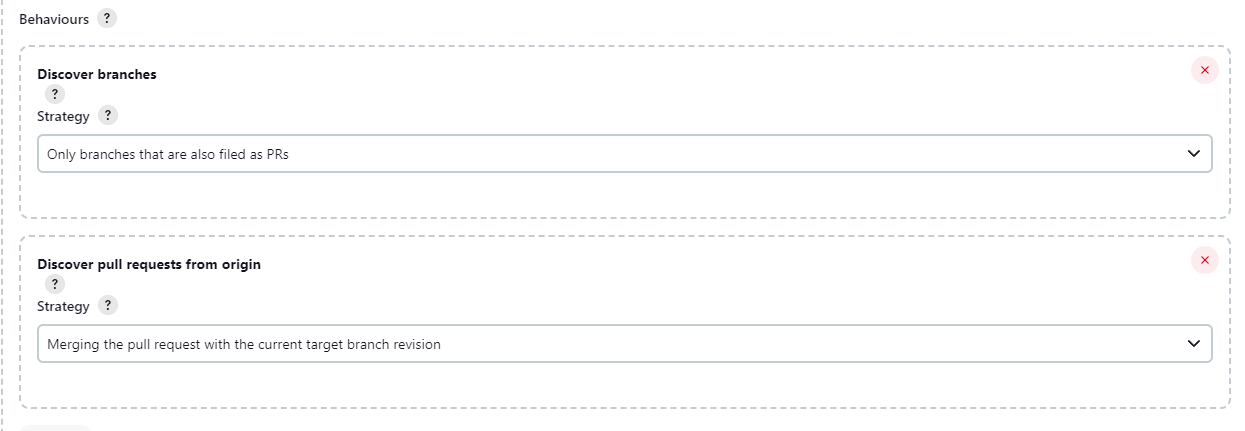 Behaviours ?
Discover branches
?
Strategy ?
Only branches that are also filed as PRs
Discover pull requests from origin
?
Strategy ?
Merging the pull request with the current target branch revision